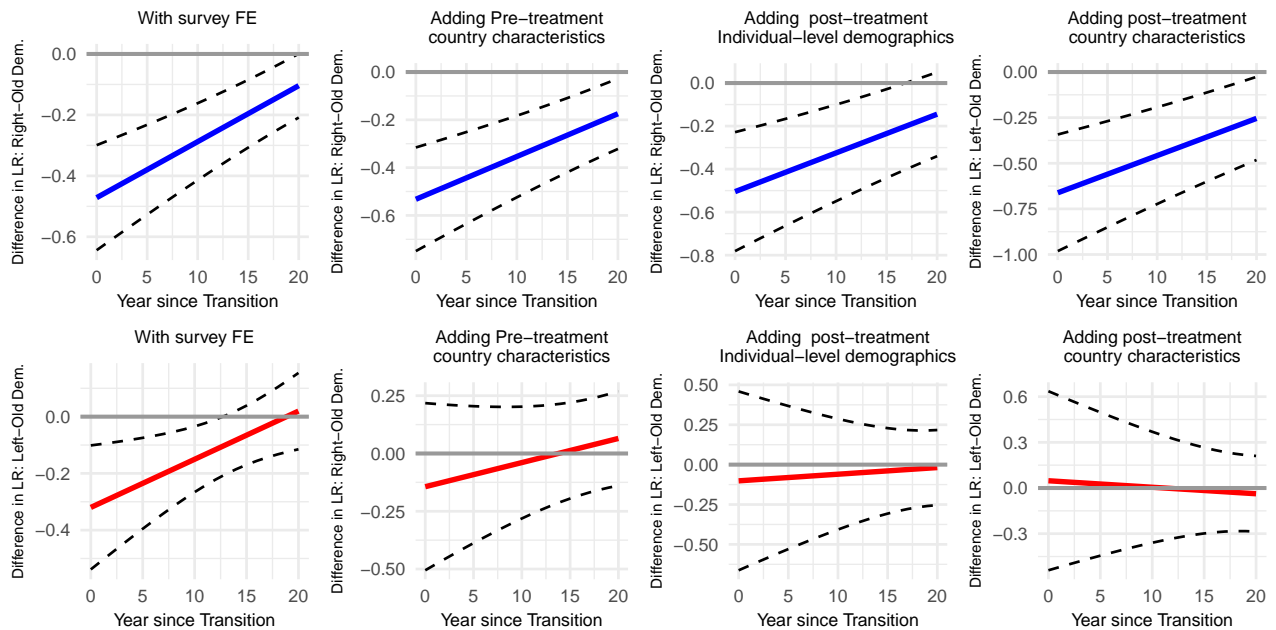 With survey FE
Difference in LR: Right−Old Dem.
0.0
−0.2
−0.4
−0.6
0 5 10 15 20
Year since Transition
Adding Pre−treatment
country characteristics
Difference in LR: Right−Old Dem.
0.0
−0.2
−0.4
−0.6
0 5 10 15 20
Year since Transition
Adding post−treatment
Individual−level demographics
Difference in LR: Right−Old Dem.
0.0
−0.2
−0.4
−0.6
−0.8
0 5 10 15 20
Year since Transition
Adding post−treatment
country characteristics
Difference in LR: Left−Old Dem.
0.00
−0.25
−0.50
−0.75
−1.00
0 5 10 15 20
Year since Transition
With survey FE
Difference in LR: Left−Old Dem.
0.0
−0.2
−0.4
0 5 10 15 20
Year since Transition
Adding Pre−treatment
country characteristics
Difference in LR: Right−Old Dem.
0.25
0.00
−0.25
−0.50
0 5 10 15 20
Year since Transition
Adding post−treatment
Individual−level demographics
Difference in LR: Left−Old Dem.
0.50
0.25
0.00
−0.25
−0.50
0 5 10 15 20
Year since Transition
Adding post−treatment
country characteristics
Difference in LR: Left−Old Dem.
0.6
0.3
0.0
−0.3
0 5 10 15 20
Year since Transition